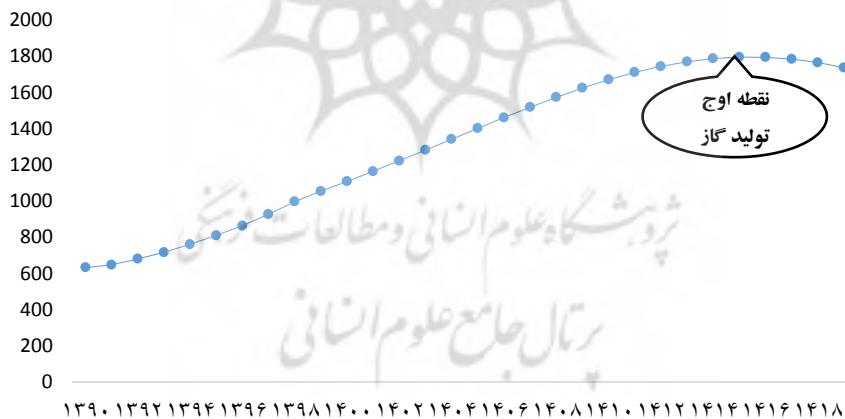 2000
1800
1600
1400
1200
1000
800
600
400
200
0
نقطه اوج
تولید گاز
پژوهشگاه علوم انسانی و مطالعات فرهنگی
پرتال جامع علوم انسانی
۱۳۹۰ ۱۳۹۲ ۱۳۹۴ ۱۳۹۶ ۱۳۹۸ ۱۴۰۰ ۱۴۰۲ ۱۴۰۴ ۱۴۰۶ ۱۴۰۸ ۱۴۱۰ ۱۴۱۲ ۱۴۱۴ ۱۴۱۶ ۱۴۱۸